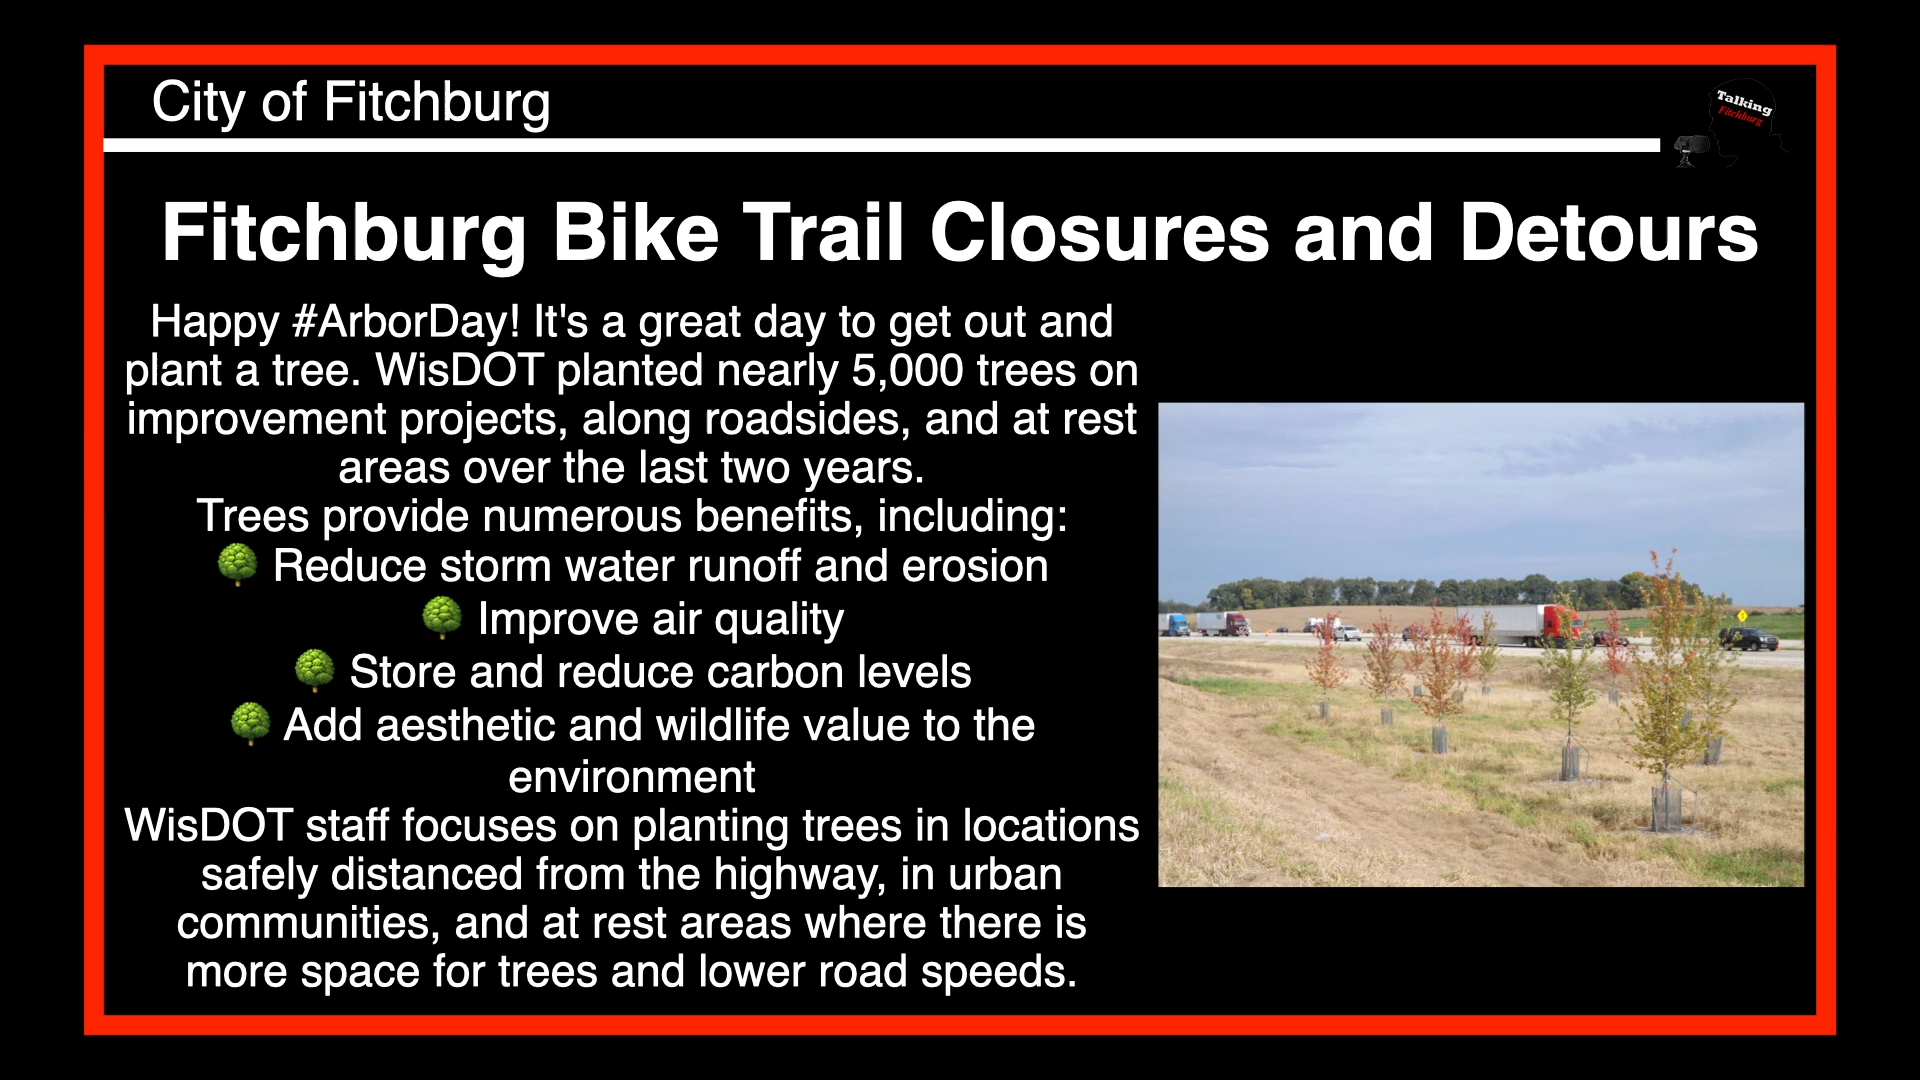 City of Fitchburg
Talking
Fitchburg
Fitchburg Bike Trail Closures and Detours
Happy #ArborDay! It's a great day to get out and
plant a tree. WisDOT planted nearly 5,000 trees on
improvement projects, along roadsides, and at rest
areas over the last two years.
Trees provide numerous benefits, including:
🌳 Reduce storm water runoff and erosion
🌳 Improve air quality
🌳 Store and reduce carbon levels
🌳 Add aesthetic and wildlife value to the
environment
WisDOT staff focuses on planting trees in locations
safely distanced from the highway, in urban
communities, and at rest areas where there is
more space for trees and lower road speeds.